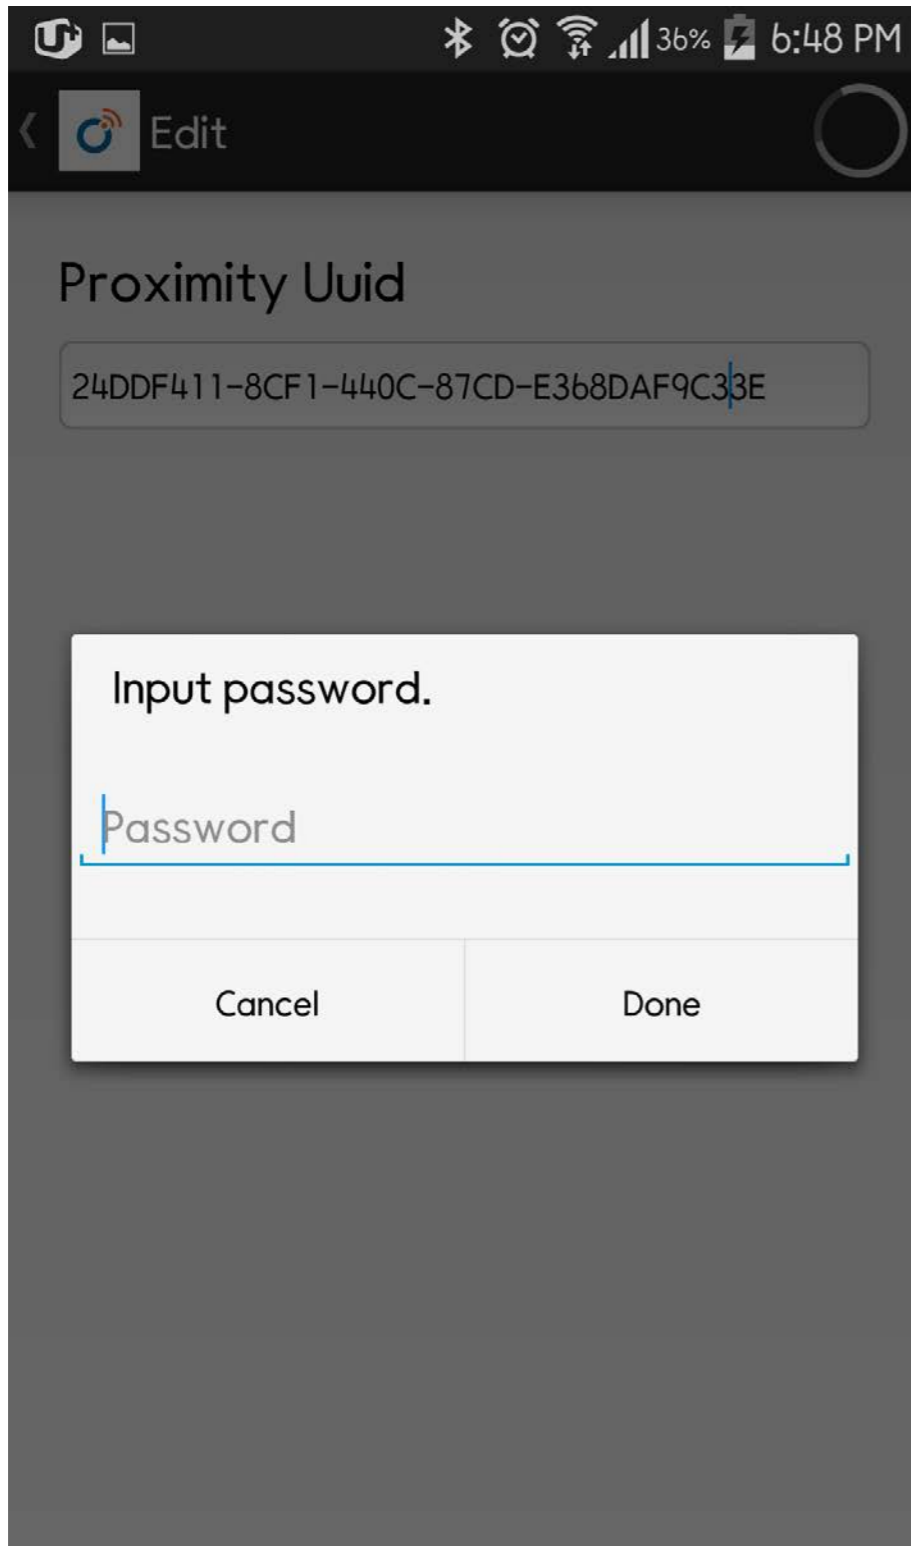 U+ 36% 6:48 PM
Edit
Proximity Uuid
24DDF411-8CF1-440C-87CD-E368DAF9C33E
Input password.
Password
Cancel Done